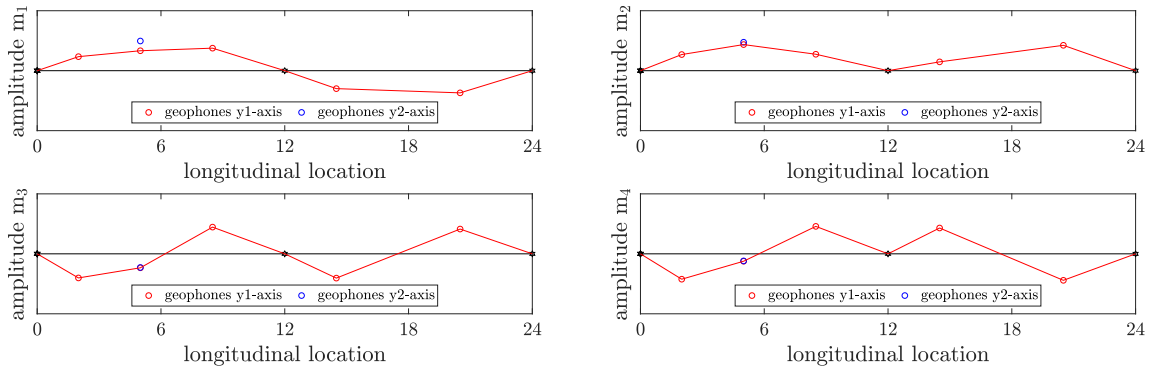 amplitude m1
geophones y1-axis geophones y2-axis
0 6 12 18 24
longitudinal location
amplitude m2
geophones y1-axis geophones y2-axis
0 6 12 18 24
longitudinal location
amplitude m3
geophones y1-axis geophones y2-axis
0 6 12 18 24
longitudinal location
amplitude m4
geophones y1-axis geophones y2-axis
0 6 12 18 24
longitudinal location